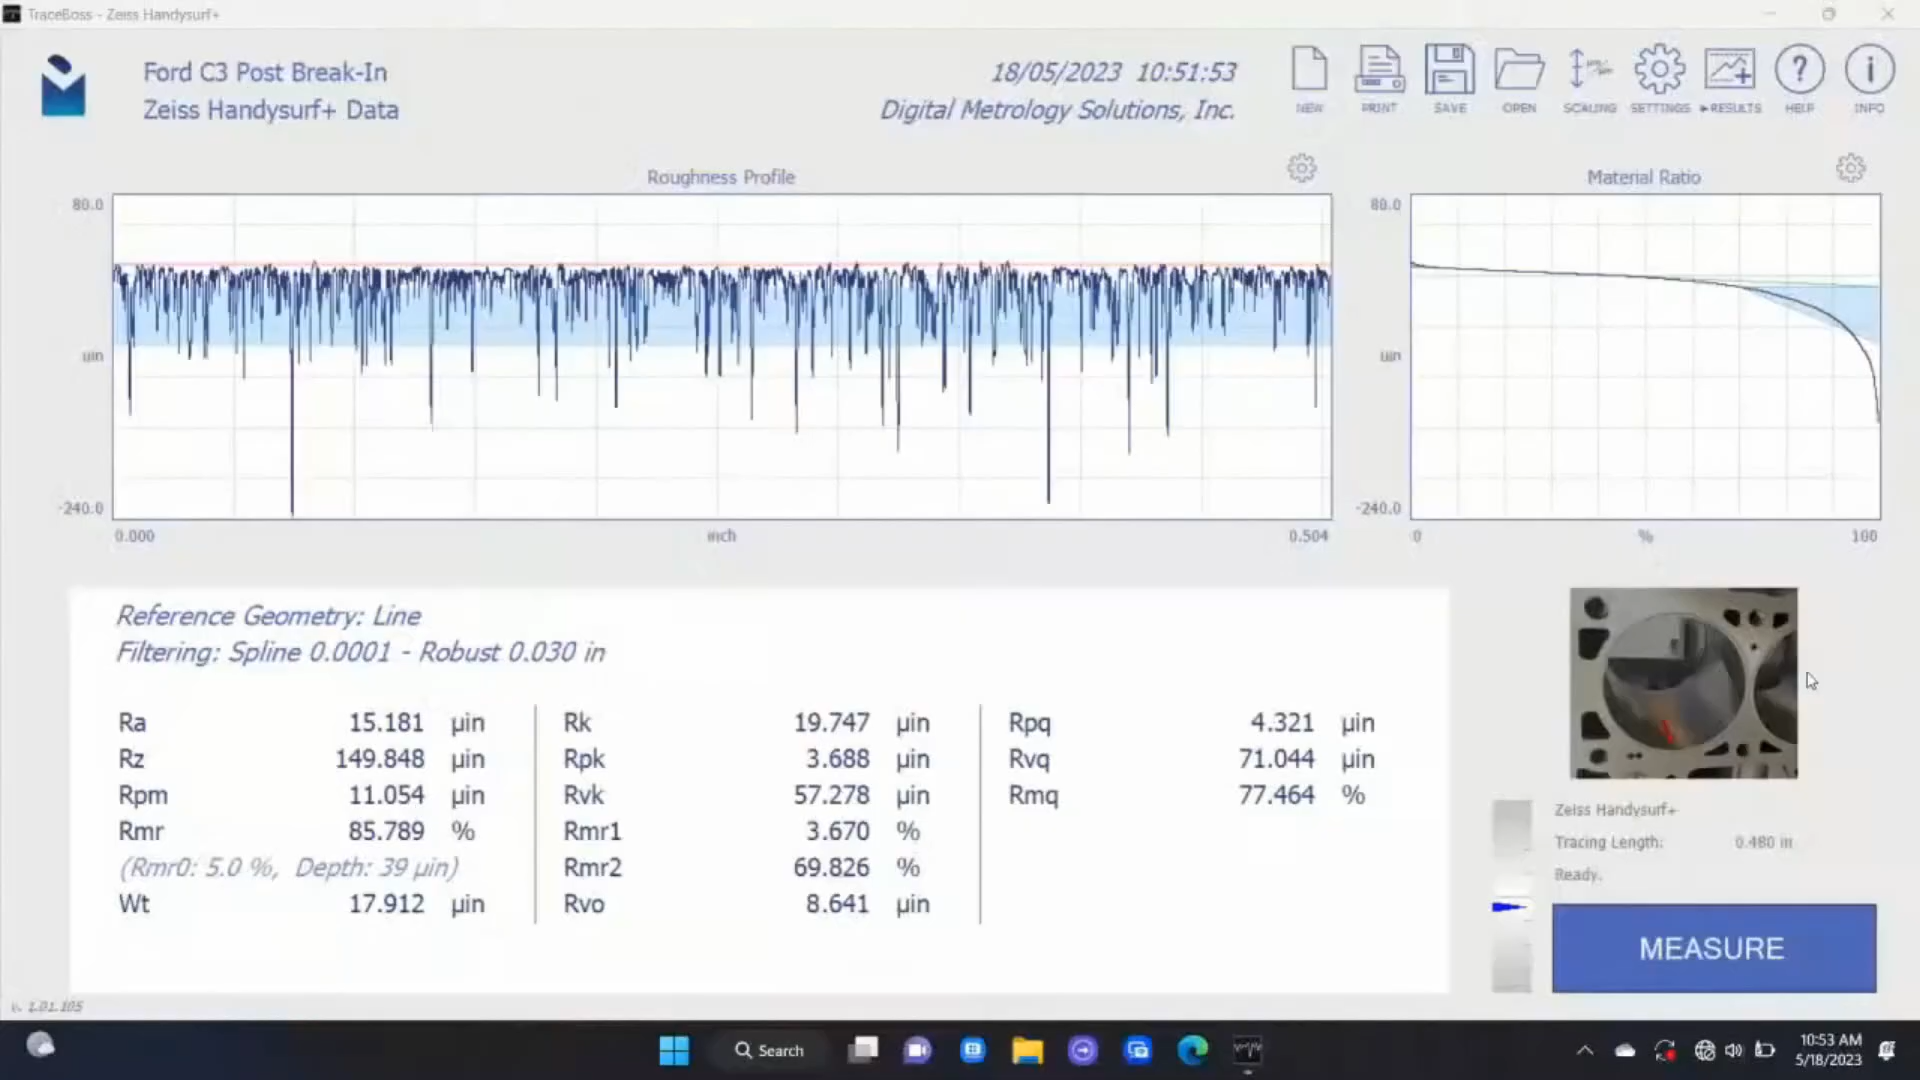 TraceBoss - Zeiss Handysurf+
Ford C3 Post Break-In
Zeiss Handysurf+ Data
18/05/2023 10:51:53
Digital Metrology Solutions, Inc.
NEW
PRINT
SAVE
OPEN
SCALING
SETTINGS
►RESULTS
HELP
INFO
Roughness Profile
80.0
µin
-240.0
0.000
inch
0.504
Material Ratio
80.0
µin
-240.0
0
%
100
Reference Geometry: Line
Filtering: Spline 0.0001 - Robust 0.030 in
Ra 15.181 µin
Rz 149.848 µin
Rpm 11.054 µin
Rmr 85.789 %
(Rmr0: 5.0 %, Depth: 39 µin)
Wt 17.912 µin
Rk 19.747 µin
Rpk 3.688 µin
Rvk 57.278 µin
Rmr1 3.670 %
Rmr2 69.826 %
Rvo 8.641 µin
Rpq 4.321 µin
Rvq 71.044 µin
Rmq 77.464 %
Zeiss Handysurf+
Tracing Length: 0.480 in
Ready.
MEASURE
v. 1.01.105
Search
10:53 AM
5/18/2023